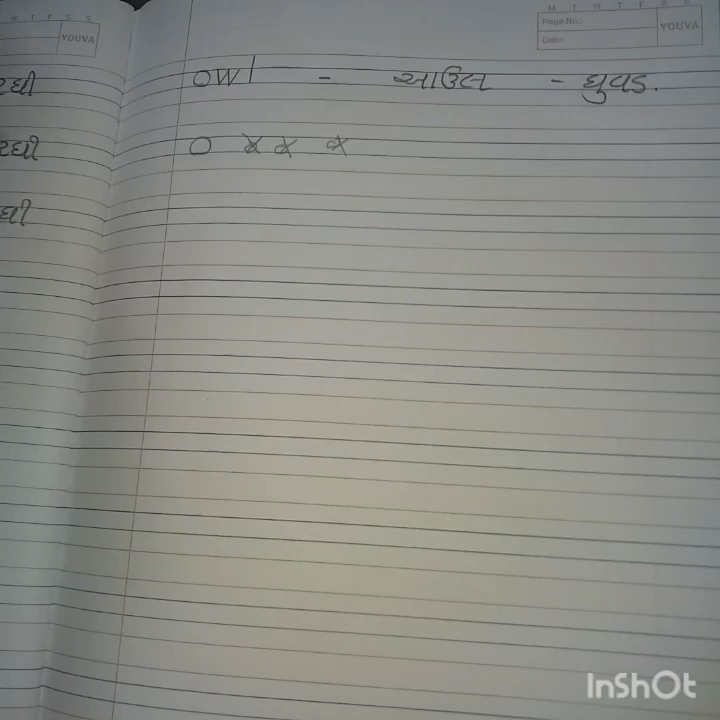 W T F S S
YOUVA
M T W T F S S
Page No.:
Date:
YOUVA
owl - આઉલ - ઘુવડ.
o
InShOt